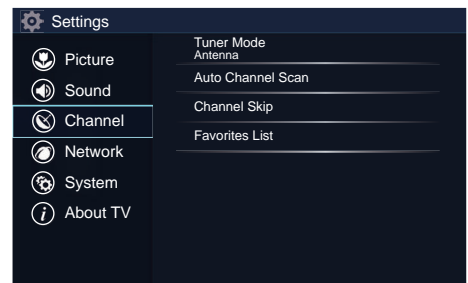 Settings
Picture
Sound
Channel
Network
System
About TV
Tuner Mode
Antenna
Auto Channel Scan
Channel Skip
Favorites List